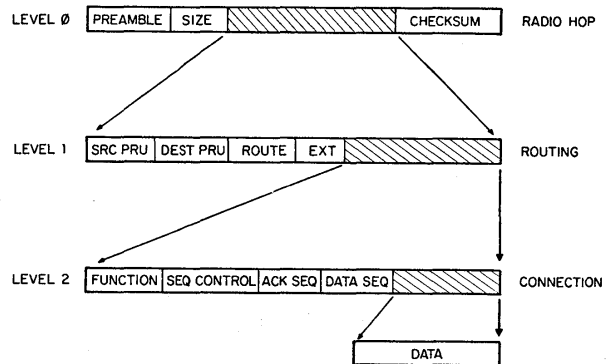 LEVEL Ø PREAMBLE SIZE CHECKSUM RADIO HOP
LEVEL 1 SRC PRU DEST PRU ROUTE EXT ROUTING
LEVEL 2 FUNCTION SEQ CONTROL ACK SEQ DATA SEQ CONNECTION
DATA